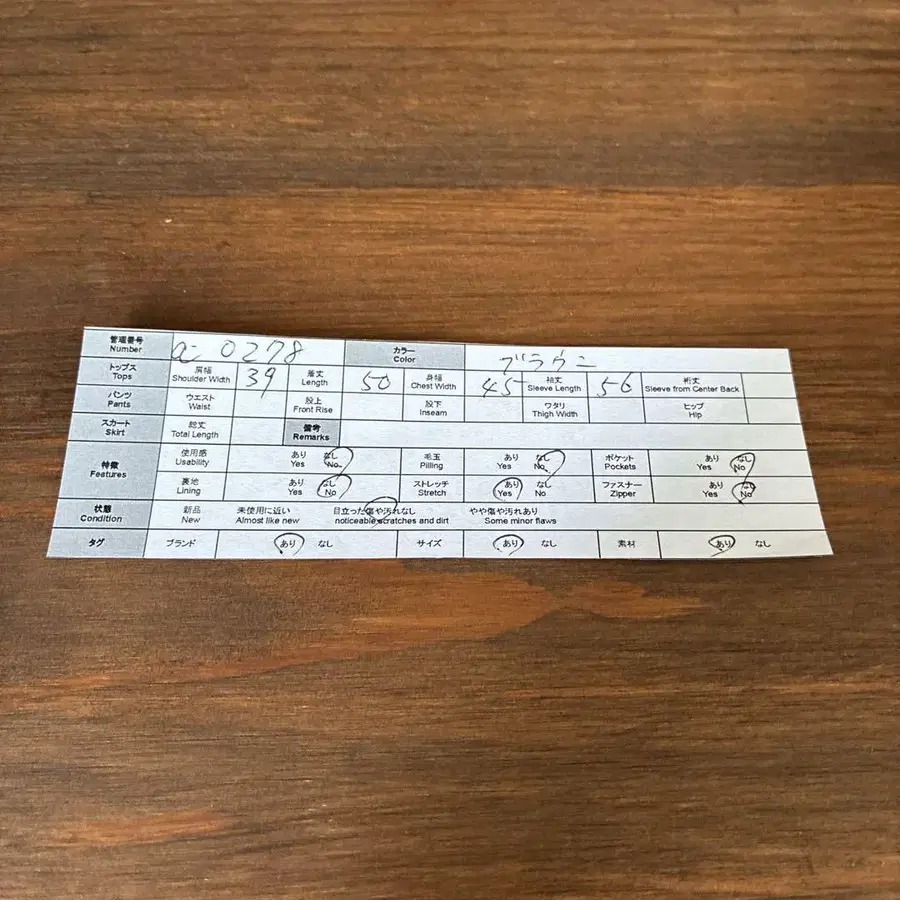 管理番号 a-0278 カラー ブラウン
Number Color
トップス 肩幅 39 着丈 50 身幅 45 袖丈 56 裄丈
Tops Shoulder Width Length Chest Width Sleeve Length Sleeve from Center Back
パンツ ウエスト 股上 股下 ワタリ ヒップ
Pants Waist Front Rise Inseam Thigh Width Hip
スカート 総丈 備考
Skirt Total Length Remarks
特徴 使用感 あり なし 毛玉 あり なし ポケット あり なし
Features Usability Yes No Pilling Yes No Pockets Yes No
裏地 あり なし ストレッチ あり なし ファスナー あり なし
Lining Yes No Stretch Yes No Zipper Yes No
状態 新品 未使用に近い 目立った傷や汚れなし やや傷や汚れあり
Condition New Almost like new noticeable scratches and dirt Some minor flaws
タグ ブランド あり なし サイズ あり なし 素材 あり なし